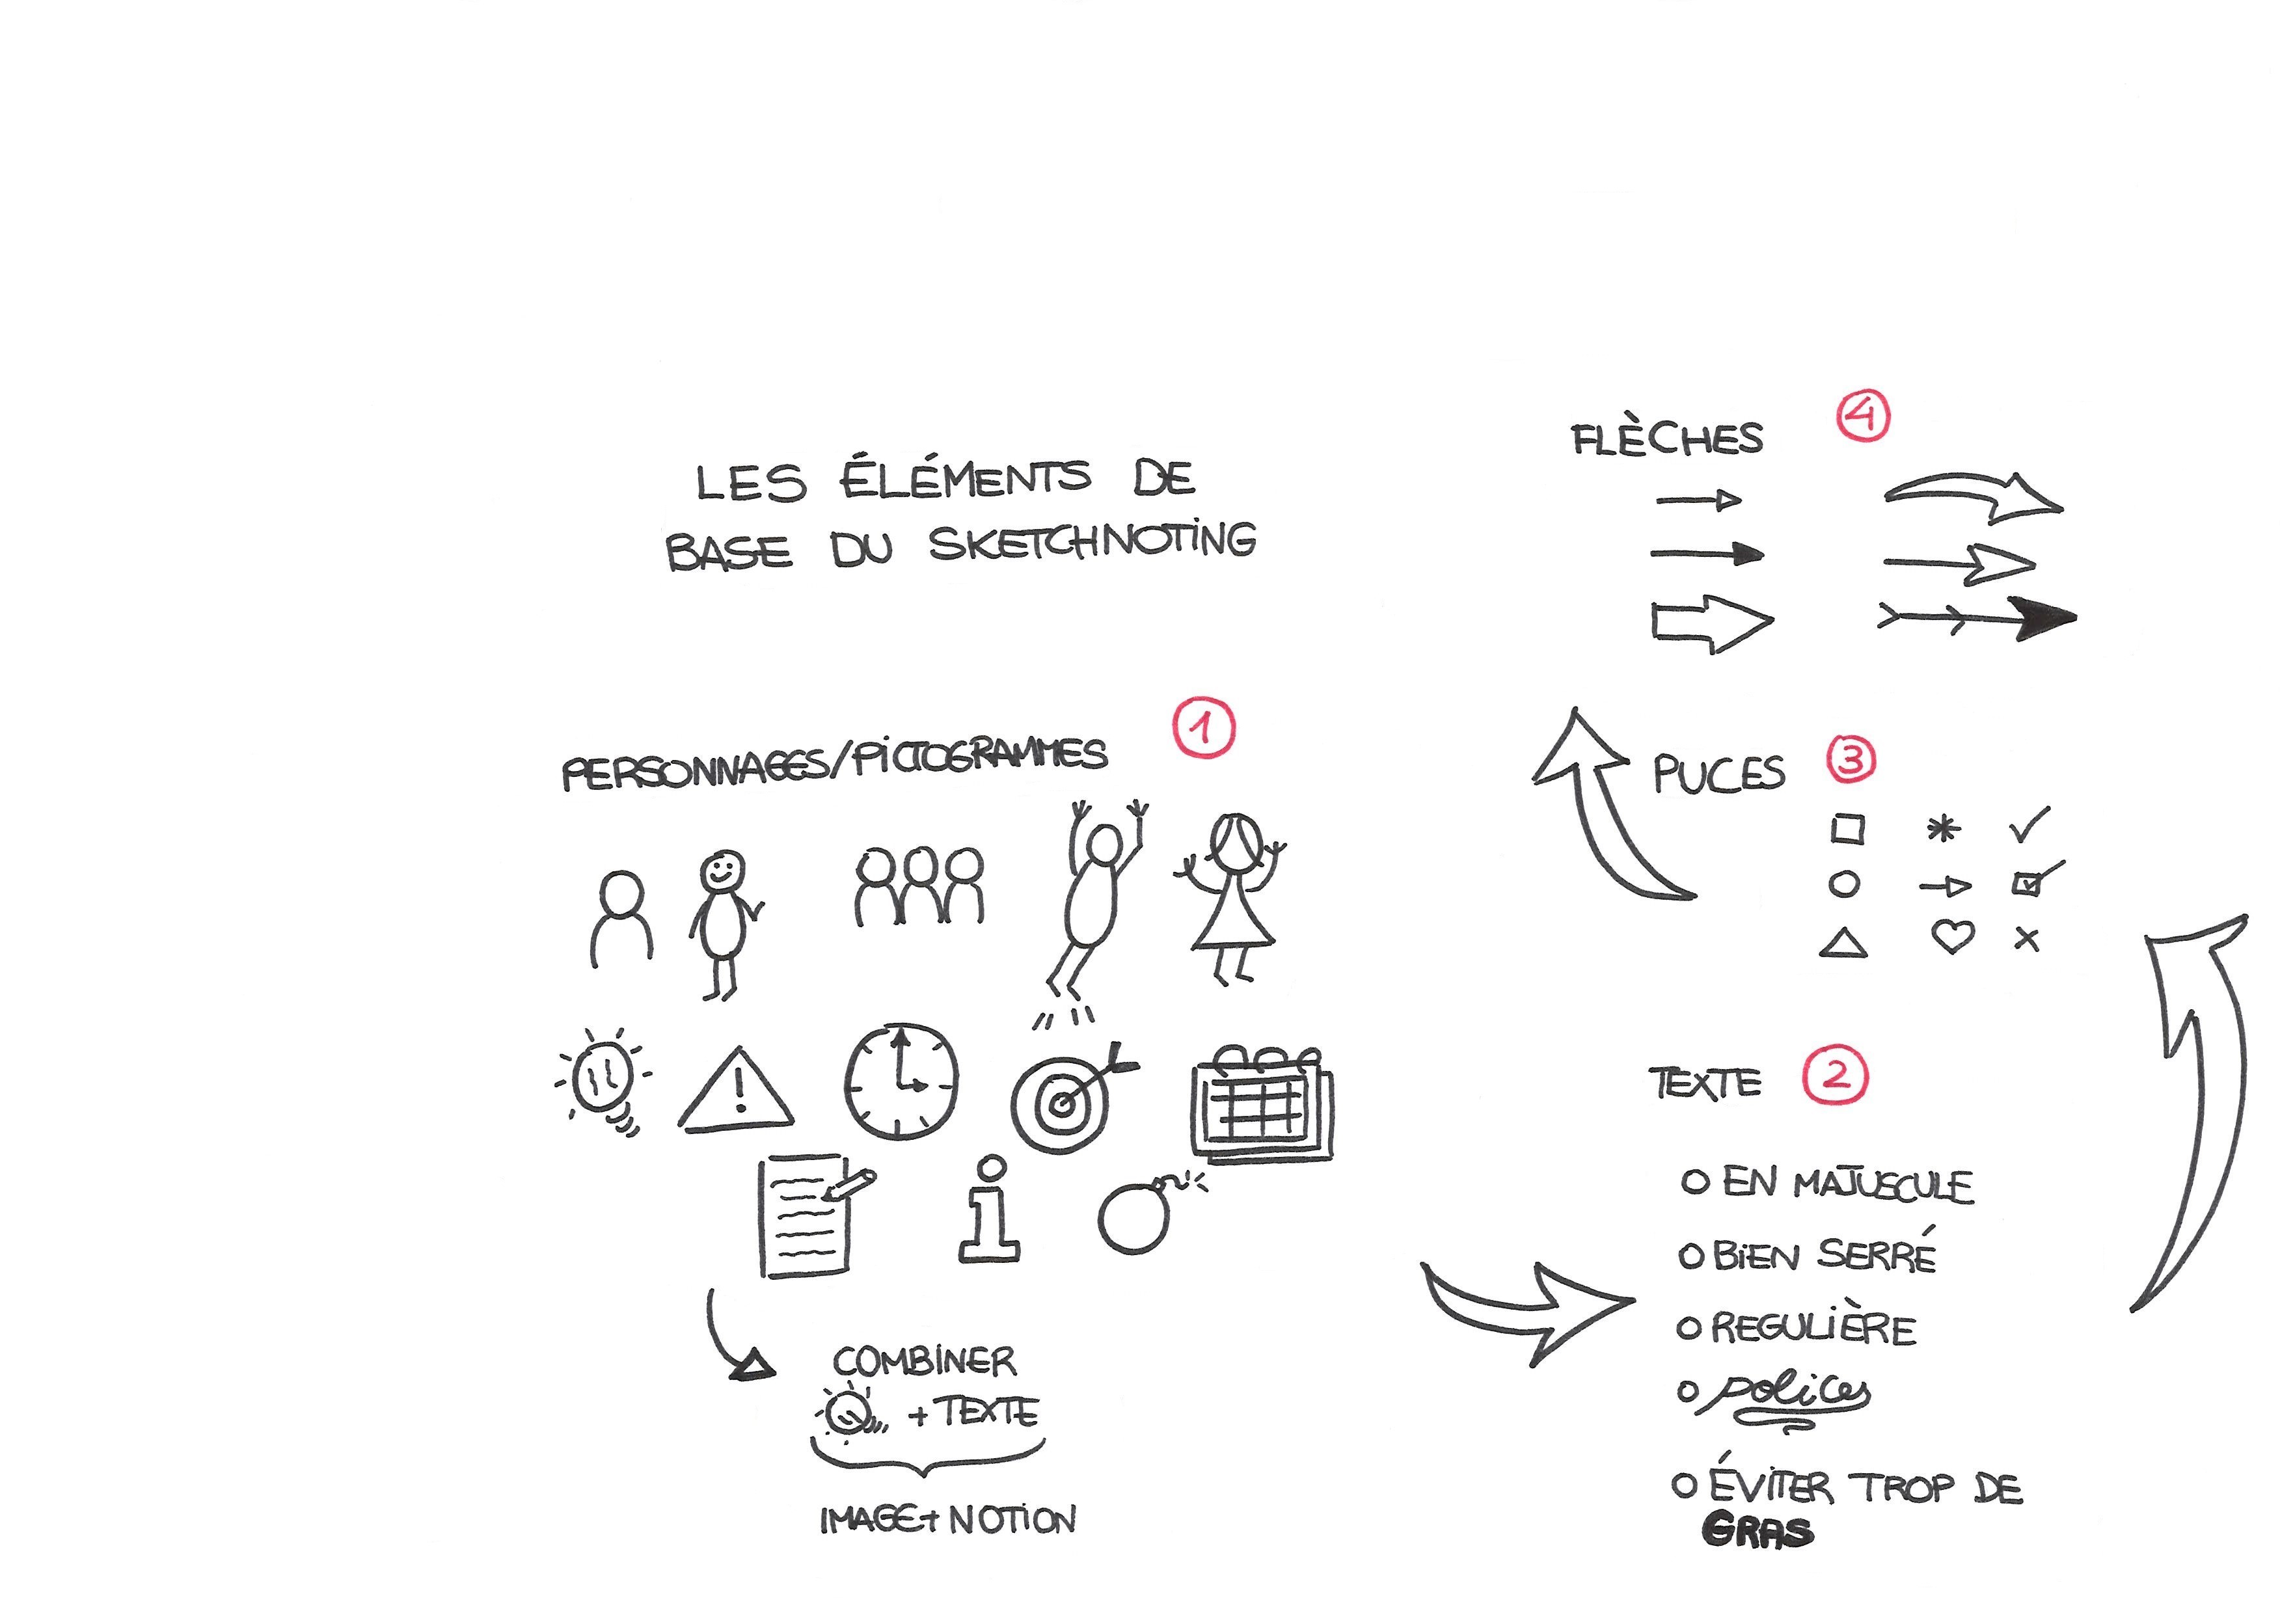 LES ÉLÉMENTS DE
BASE DU SKETCHNOTING
PERSONNAGES/PICTOGRAMMES 1
COMBINER
+ TEXTE
IMAGE + NOTION
TEXTE 2
O EN MAJUSCULE
O BIEN SERRÉ
O REGULIÈRE
O polices
O ÉVITER TROP DE
GRAS
PUCES 3
FLÈCHES 4